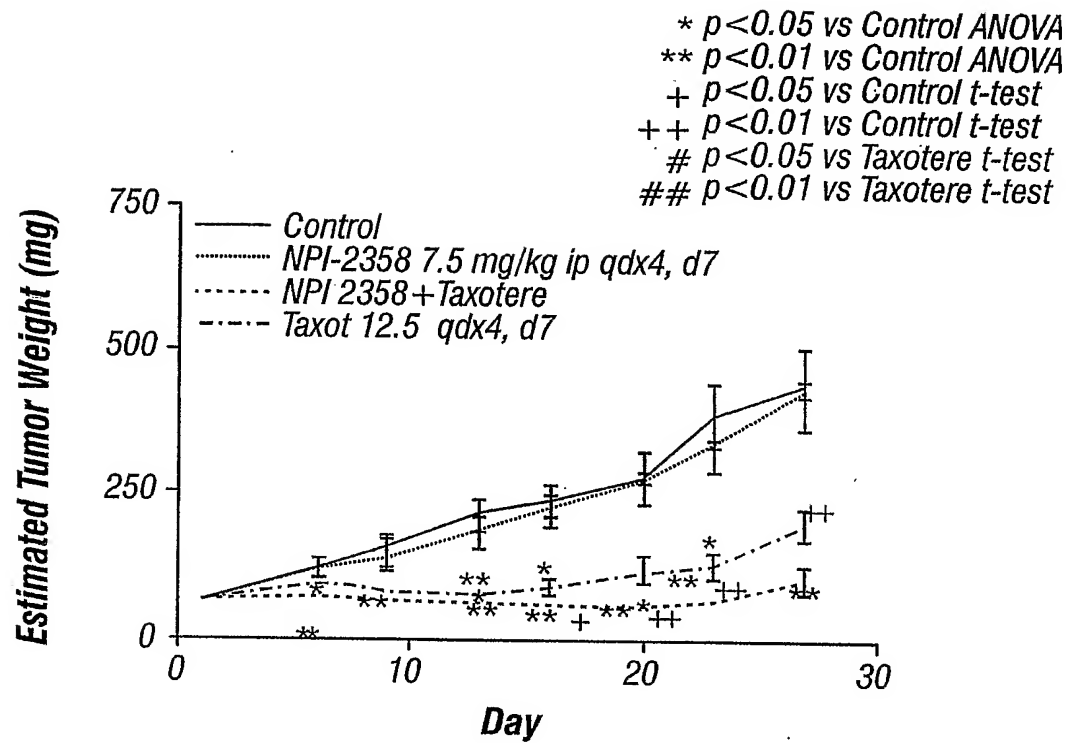 * p<0.05 vs Control ANOVA
** p<0.01 vs Control ANOVA
+ p<0.05 vs Control t-test
++ p<0.01 vs Control t-test
# p<0.05 vs Taxotere t-test
## p<0.01 vs Taxotere t-test
Estimated Tumor Weight (mg)
750
500
250
0
Control
NPI-2358 7.5 mg/kg ip qdx4, d7
NPI 2358+Taxotere
Taxot 12.5 qdx4, d7
++
*
** * **
* ** * ++ **
** ** ** * ++
+
**
0 10 20 30
Day